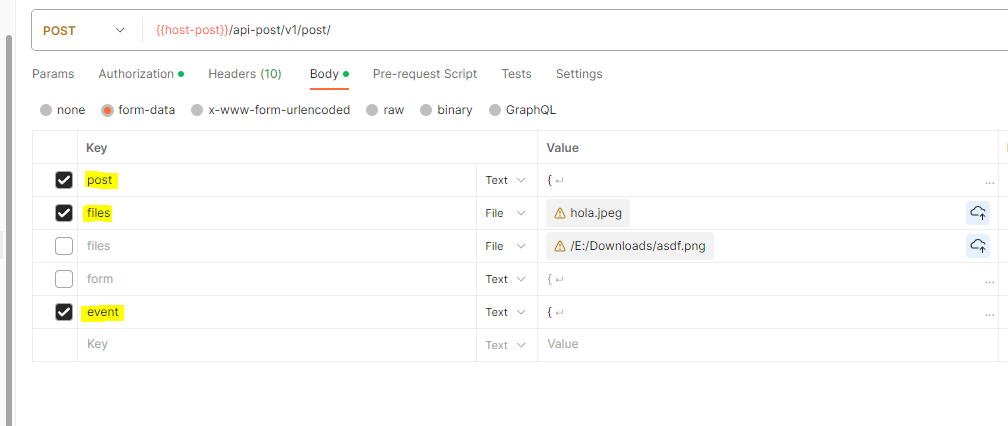 POST {{host-post}}/api-post/v1/post/
Params Authorization Headers (10) Body Pre-request Script Tests Settings
none form-data x-www-form-urlencoded raw binary GraphQL
Key Value
post Text { ↵ ...
files File hola.jpeg
files File /E:/Downloads/asdf.png
form Text { ↵ ...
event Text { ↵ ...
Key Text Value